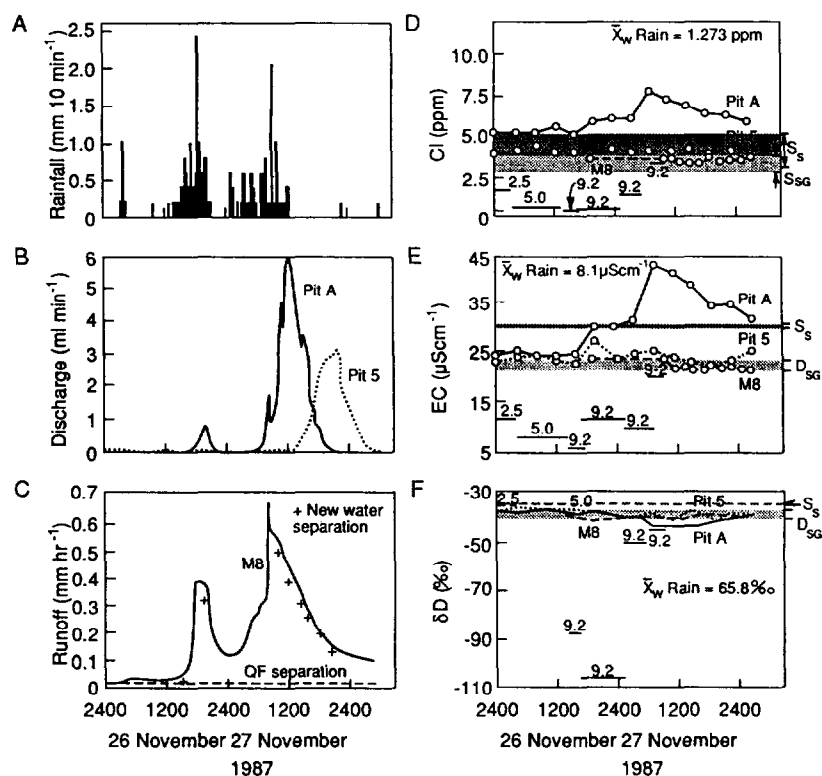 A
Rainfall (mm 10 min⁻¹)
2.5
2.0
1.5
1.0
0.5
0
B
Discharge (ml min⁻¹)
6
5
4
3
2
1
0
Pit A
Pit 5
C
Runoff (mm hr⁻¹)
0.7
0.6
0.5
0.4
0.3
0.2
0.1
0
+ New water
separation
M8
QF separation
2400 1200 2400 1200 2400
26 November 27 November
1987
D
Cl (ppm)
10.0
7.5
5.0
2.5
0
X̄w Rain = 1.273 ppm
Pit A
Pit 5
M8
9.2
2.5
5.0
9.2
9.2
9.2
Ss
SSG
E
EC (µScm⁻¹)
45
35
25
15
5
X̄w Rain = 8.1µScm⁻¹
Pit A
Pit 5
9.2
M8
2.5
5.0
9.2
9.2
9.2
Ss
DSG
F
δD (‰)
-30
-50
-70
-90
-110
2.5
5.0
Pit 5
M8
Pit A
9.2
9.2
X̄w Rain = 65.8‰
9.2
9.2
Ss
DSG
2400 1200 2400 1200 2400
26 November 27 November
1987